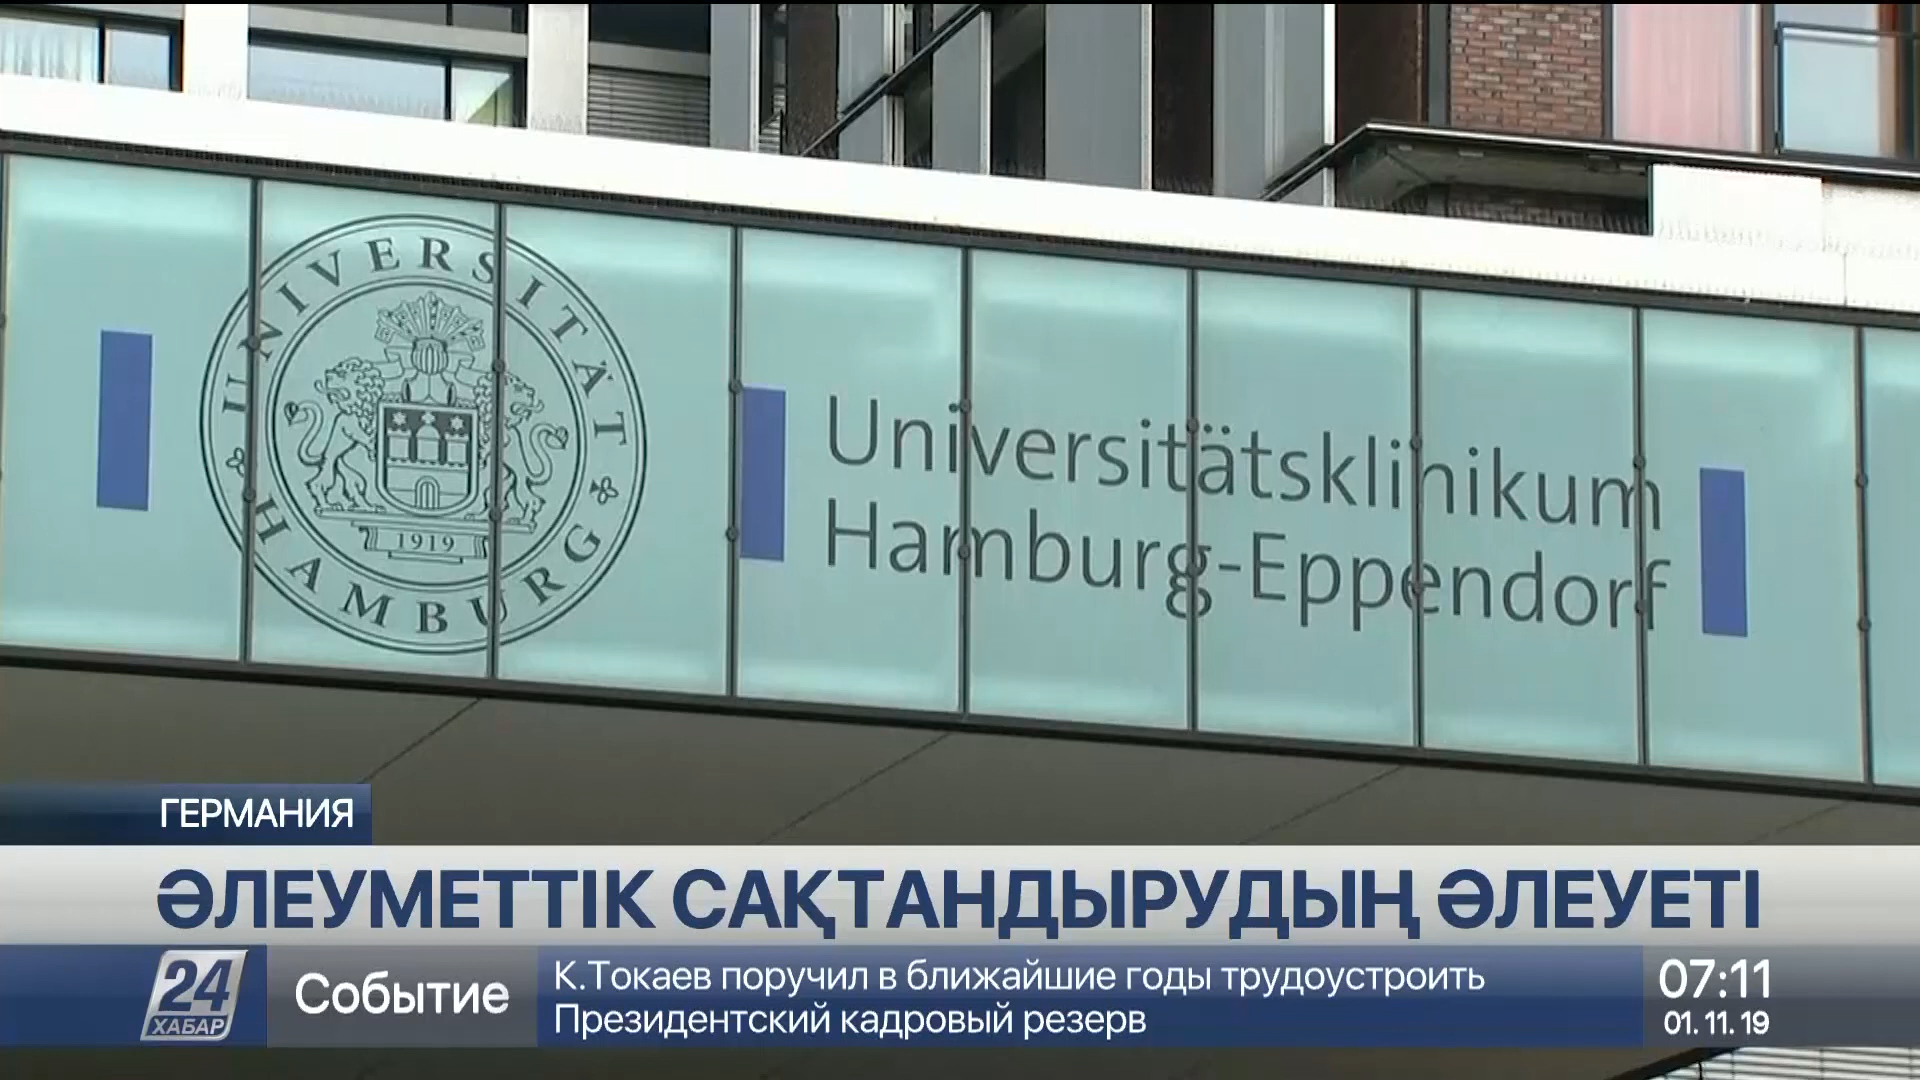 UNIVERSITÄT
HAMBURG
1919
Universitätsklinikum
Hamburg-Eppendorf
ГЕРМАНИЯ
ӘЛЕУМЕТТІК САҚТАНДЫРУДЫҢ ӘЛЕУЕТІ
24
ХАБАР
Событие
К.Токаев поручил в ближайшие годы трудоустроить
Президентский кадровый резерв
07:11
01. 11. 19